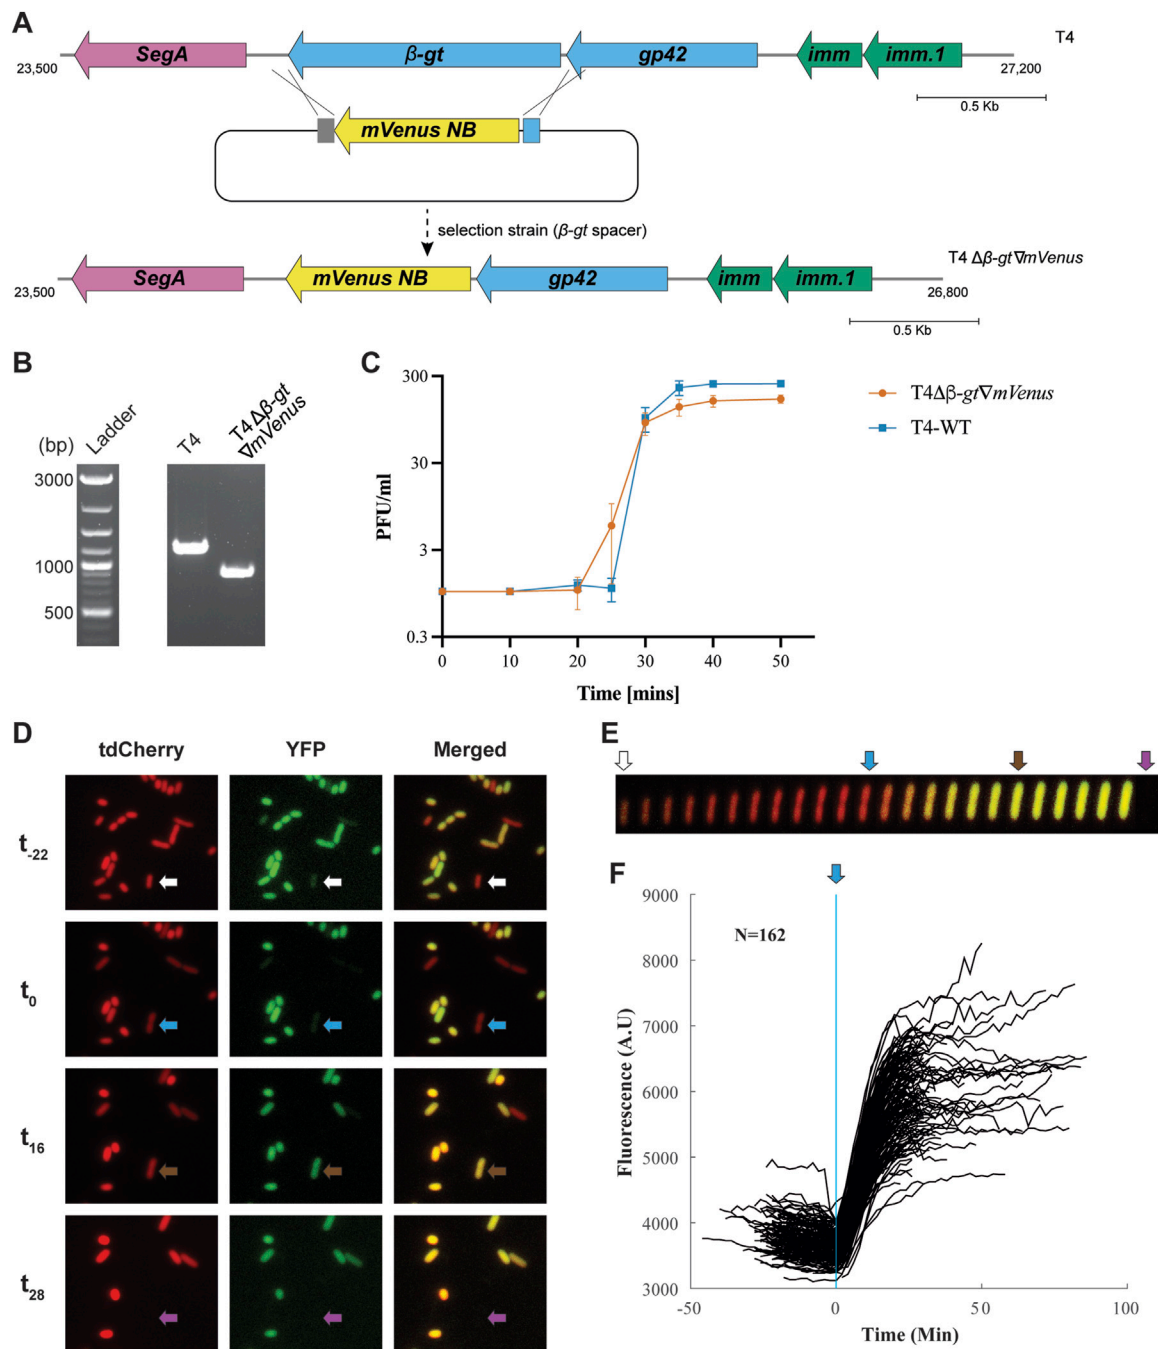 A
SegA
β-gt
gp42
imm
imm.1
T4
23,500
27,200
0.5 Kb
mVenus NB
selection strain (β-gt spacer)
T4 Δβ-gt∇mVenus
SegA
mVenus NB
gp42
imm
imm.1
23,500
26,800
0.5 Kb
B
(bp)
Ladder
T4
T4 Δβ-gt
∇mVenus
3000
1000
500
C
300
30
3
0.3
PFU/ml
0
10
20
30
40
50
Time [mins]
T4Δβ-gt∇mVenus
T4-WT
D
tdCherry
YFP
Merged
t-22
t0
t16
t28
E
F
9000
8000
7000
6000
5000
4000
3000
Fluorescence (A.U)
N=162
-50
0
50
100
Time (Min)